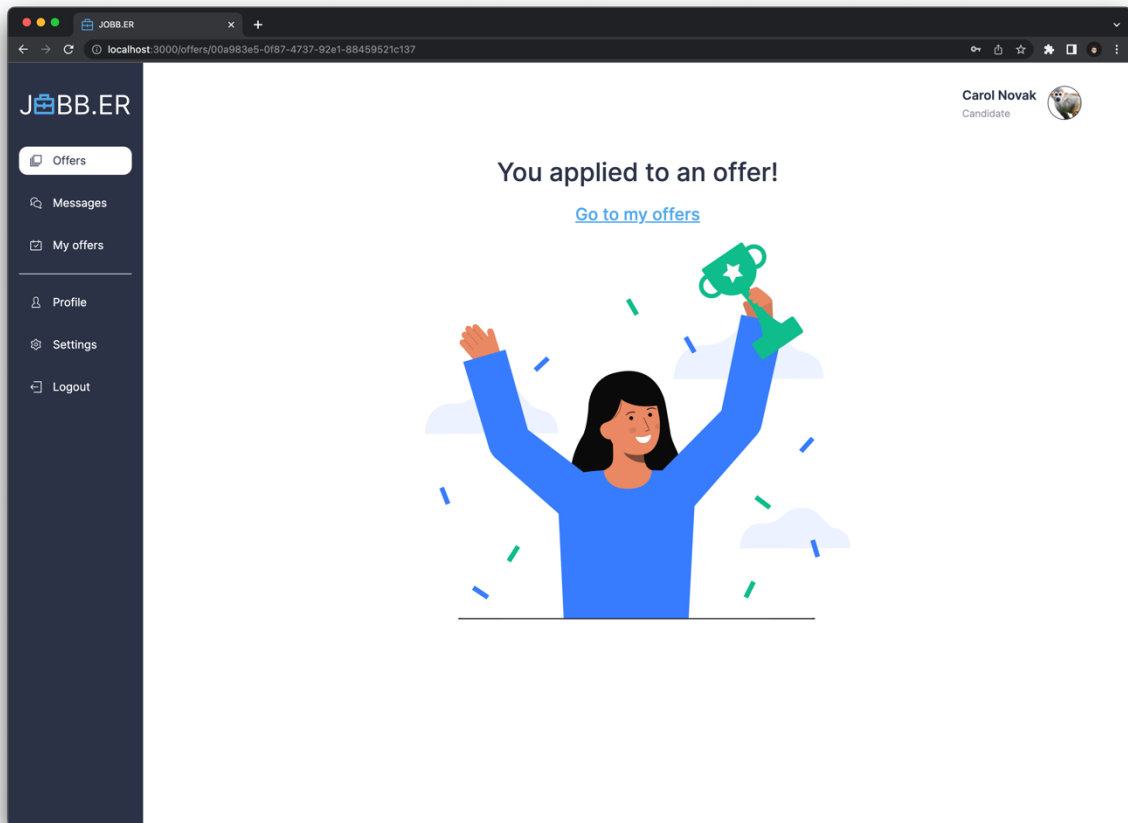 JOBB.ER
localhost:3000/offers/00a983e5-0f87-4737-92e1-88459521c137
JOBB.ER
Carol Novak
Candidate
Offers
Messages
My offers
Profile
Settings
Logout
You applied to an offer!
Go to my offers